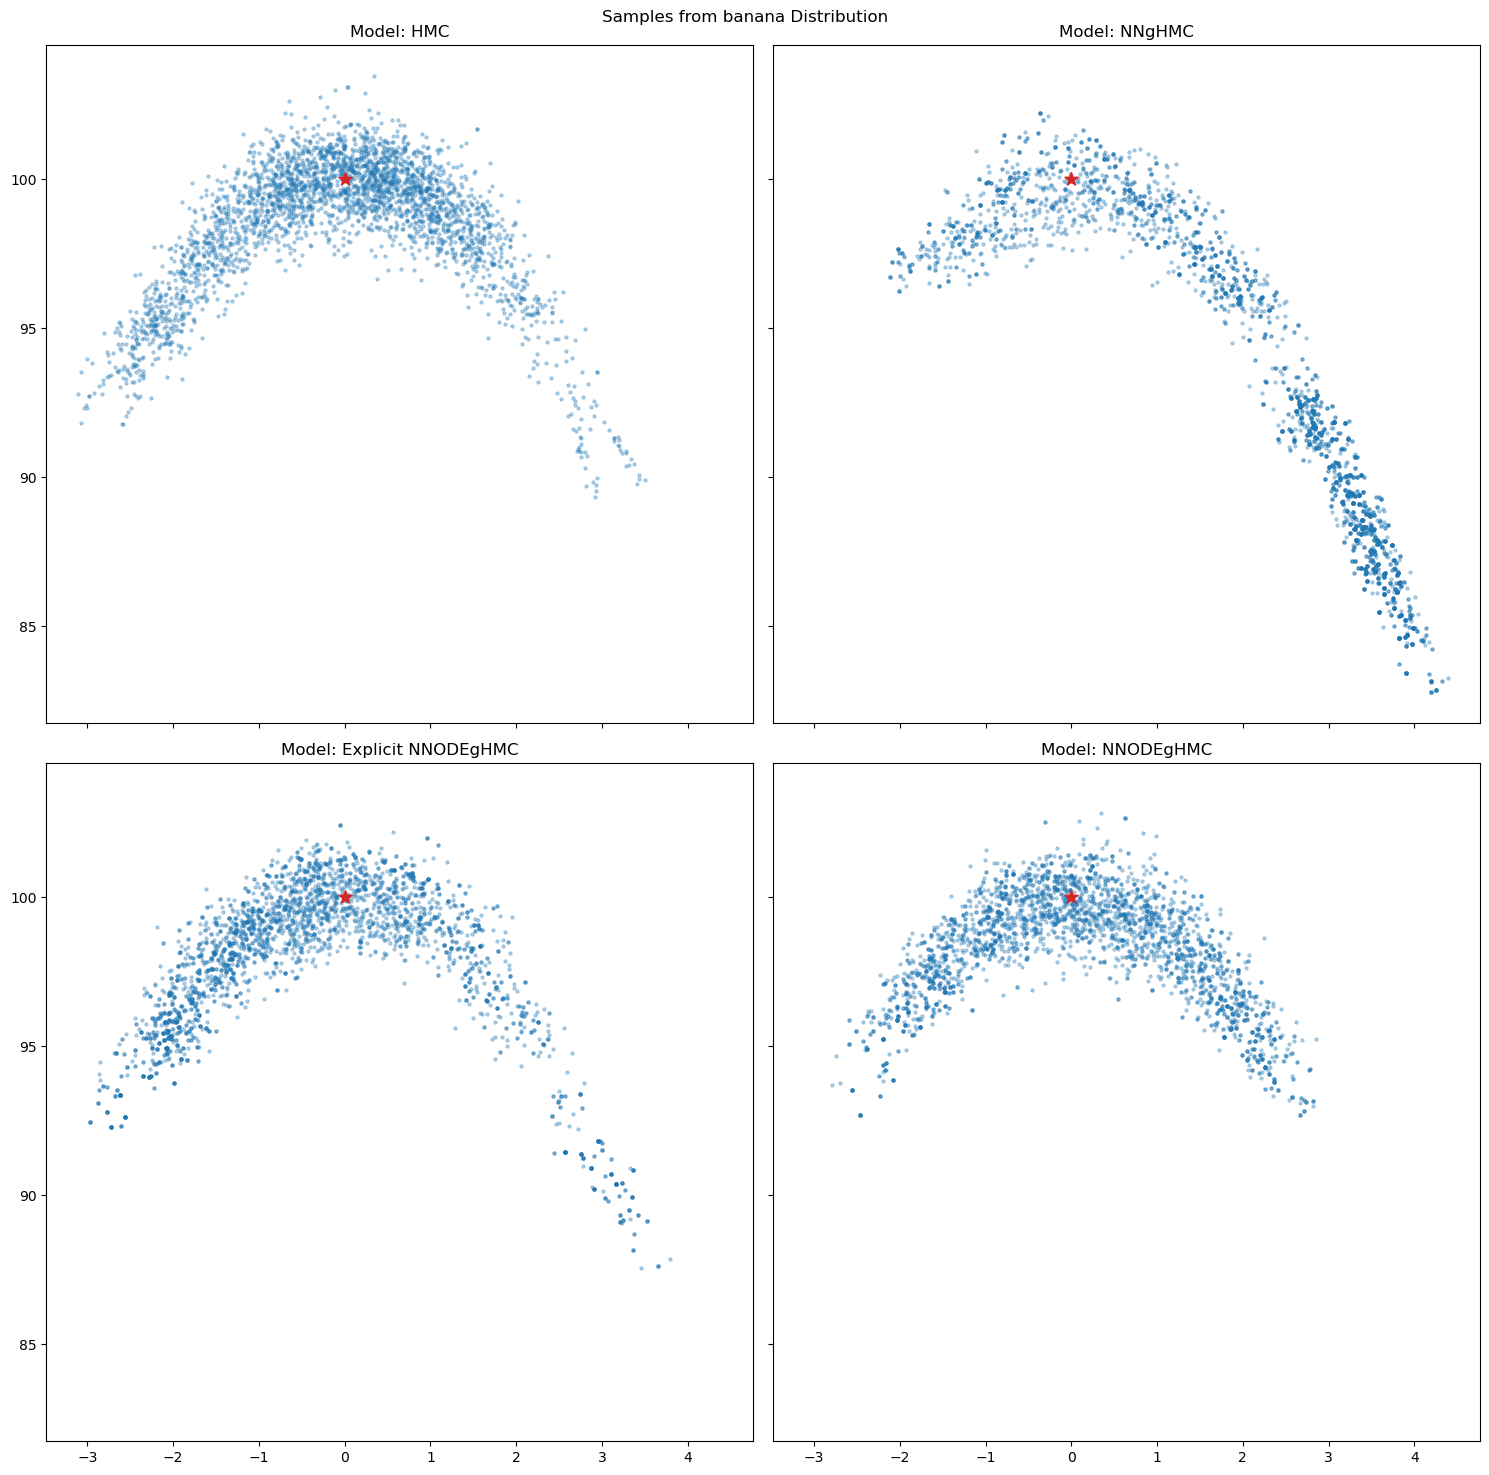 Samples from banana Distribution
Model: HMC
Model: NNgHMC
100
95
90
85
Model: Explicit NNODEgHMC
Model: NNODEgHMC
100
95
90
85
−3 −2 −1 0 1 2 3 4
−3 −2 −1 0 1 2 3 4